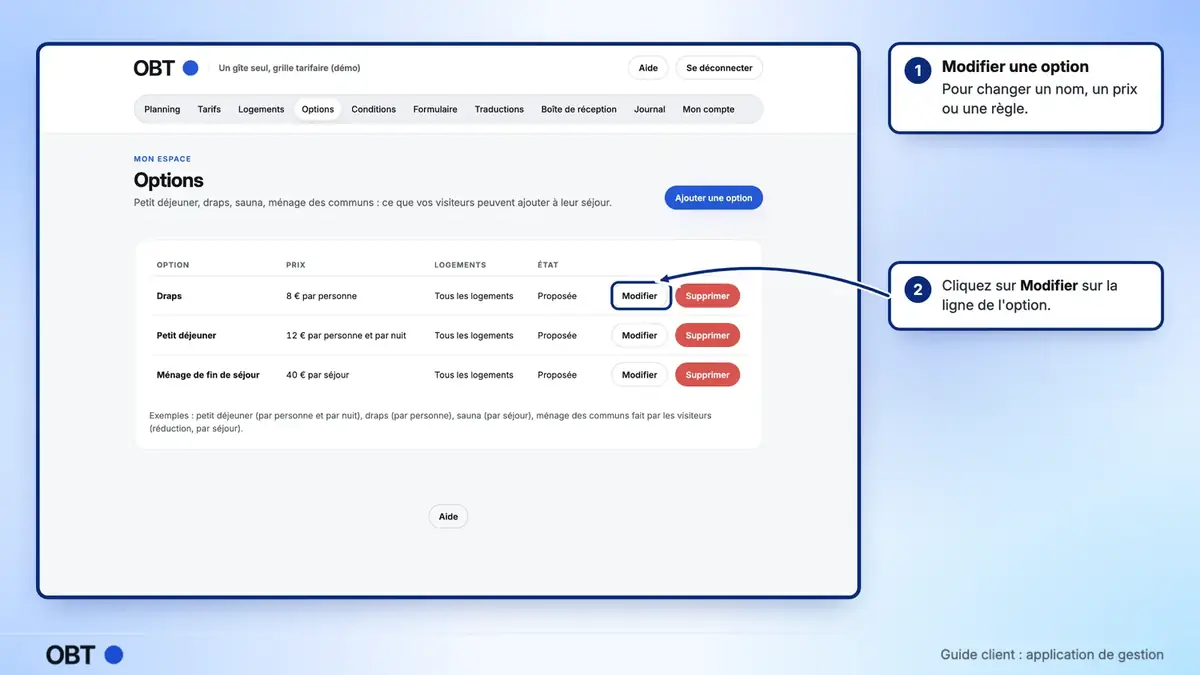 OBT
Un gîte seul, grille tarifaire (démo)
Aide
Se déconnecter
Planning
Tarifs
Logements
Options
Conditions
Formulaire
Traductions
Boîte de réception
Journal
Mon compte
MON ESPACE
Options
Petit déjeuner, draps, sauna, ménage des communs : ce que vos visiteurs peuvent ajouter à leur séjour.
Ajouter une option
OPTION PRIX LOGEMENTS ÉTAT
Draps 8 € par personne Tous les logements Proposée Modifier Supprimer
Petit déjeuner 12 € par personne et par nuit Tous les logements Proposée Modifier Supprimer
Ménage de fin de séjour 40 € par séjour Tous les logements Proposée Modifier Supprimer
Exemples : petit déjeuner (par personne et par nuit), draps (par personne), sauna (par séjour), ménage des communs fait par les visiteurs
(réduction, par séjour).
Aide
1 Modifier une option
Pour changer un nom, un prix
ou une règle.
2 Cliquez sur Modifier sur la
ligne de l'option.
OBT
Guide client : application de gestion